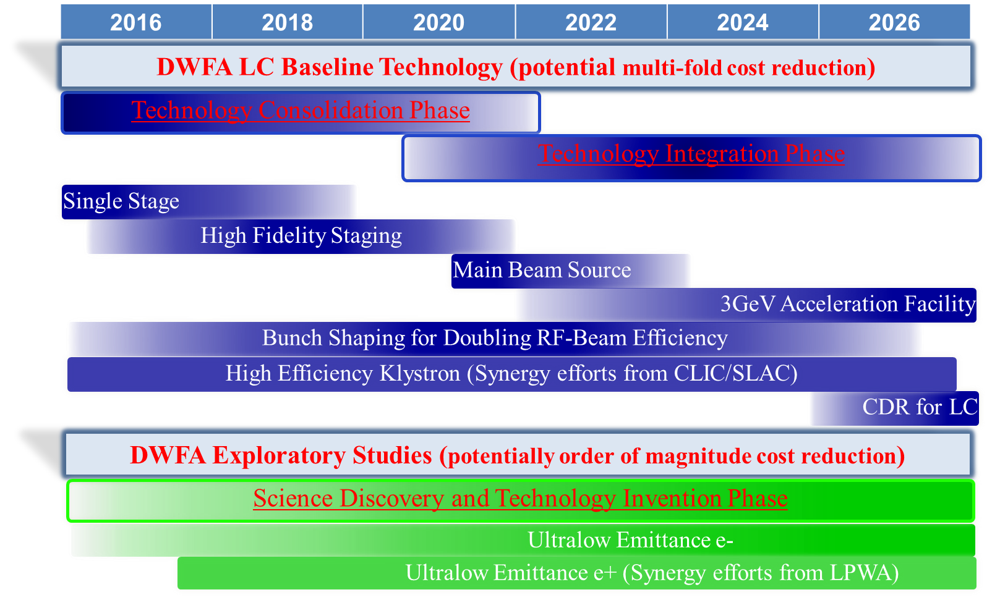 2016 2018 2020 2022 2024 2026
DWFA LC Baseline Technology (potential multi-fold cost reduction)
Technology Consolidation Phase
Technology Integration Phase
Single Stage
High Fidelity Staging
Main Beam Source
3GeV Acceleration Facility
Bunch Shaping for Doubling RF-Beam Efficiency
High Efficiency Klystron (Synergy efforts from CLIC/SLAC)
CDR for LC
DWFA Exploratory Studies (potentially order of magnitude cost reduction)
Science Discovery and Technology Invention Phase
Ultralow Emittance e-
Ultralow Emittance e+ (Synergy efforts from LPWA)